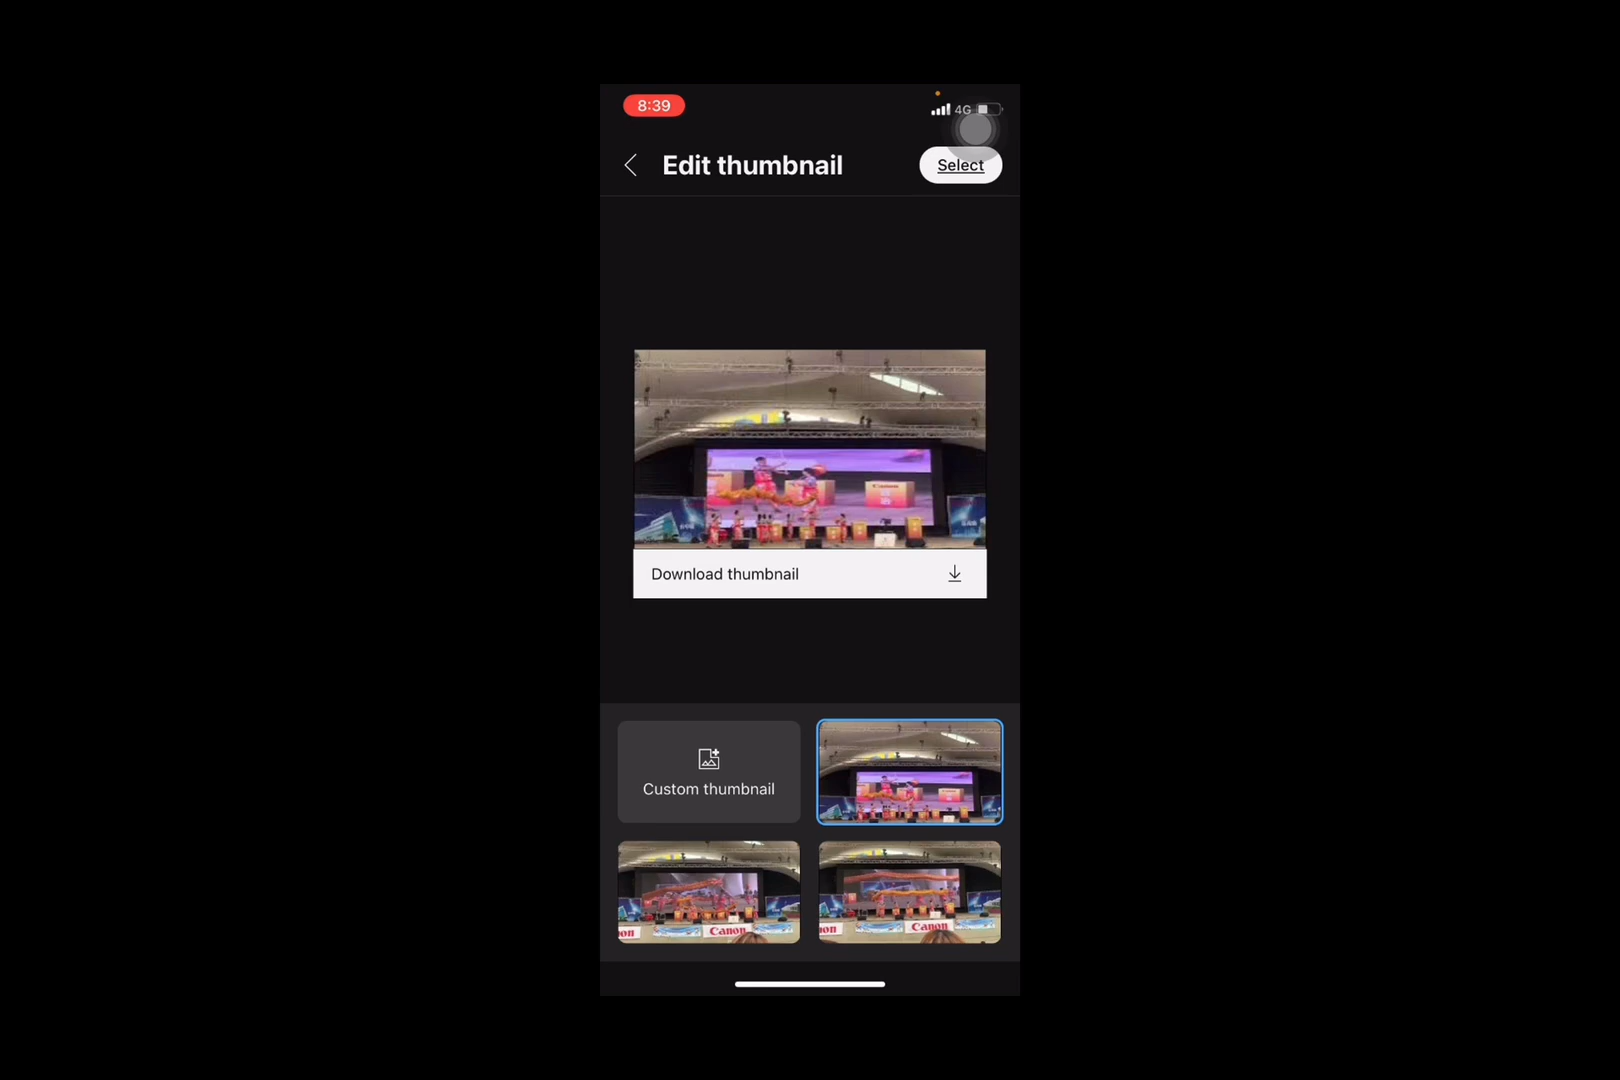 8:39
4G
Edit thumbnail
Select
Download thumbnail
Custom thumbnail
Canon
Canon